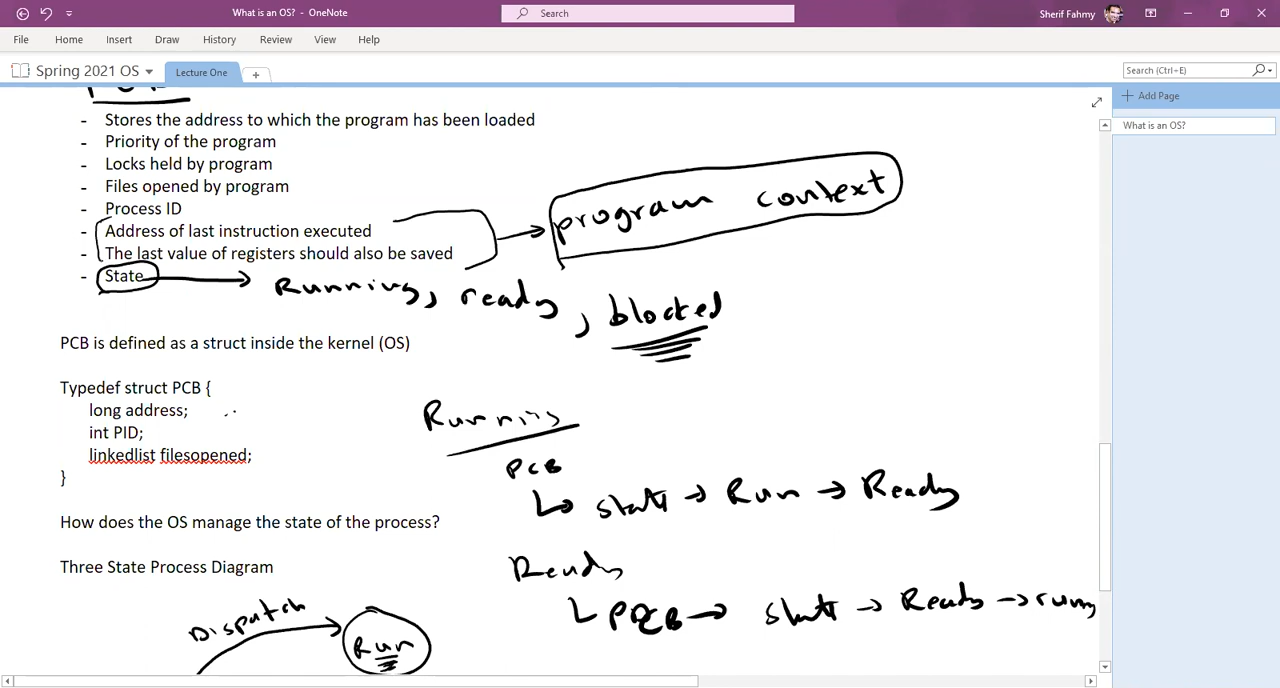 What is an OS? - OneNote
Search
Sherif Fahmy
File Home Insert Draw History Review View Help
Spring 2021 OS
Lecture One
+
Search (Ctrl+E)
Add Page
What is an OS?
- Stores the address to which the program has been loaded
- Priority of the program
- Locks held by program
- Files opened by program
- Process ID
- Address of last instruction executed
- The last value of registers should also be saved
- State
program context
Running, ready, blocked
PCB is defined as a struct inside the kernel (OS)
Typedef struct PCB {
long address;
int PID;
linkedlist filesopened;
}
Running
PCB
↳ state → Run → Ready
How does the OS manage the state of the process?
Three State Process Diagram
Ready
↳ PCB → state → Ready →
Dispatch
Run